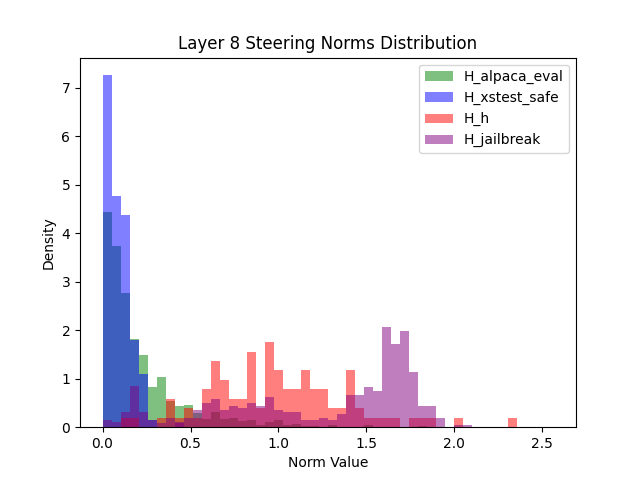 Layer 8 Steering Norms Distribution
H_alpaca_eval
H_xstest_safe
H_h
H_jailbreak
Density
7
6
5
4
3
2
1
0
0.0 0.5 1.0 1.5 2.0 2.5
Norm Value